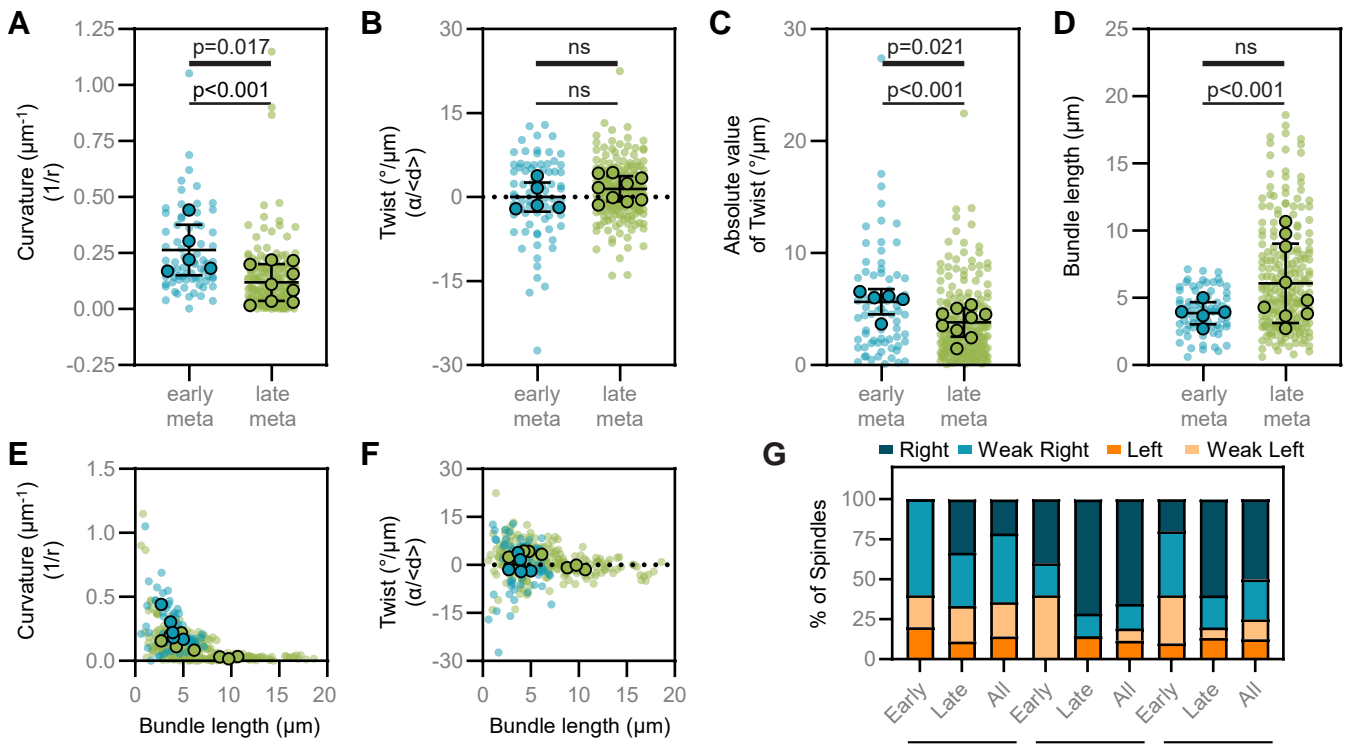 A
Curvature (µm⁻¹)
(1/r)
1.25
1.00
0.75
0.50
0.25
0.00
-0.25
p=0.017
p<0.001
early
meta
late
meta
B
Twist (°/µm)
(α/<d>)
30
15
0
-15
-30
ns
ns
early
meta
late
meta
C
Absolute value
of Twist (°/µm)
30
20
10
0
p=0.021
p<0.001
early
meta
late
meta
D
Bundle length (µm)
25
20
15
10
5
0
ns
p<0.001
early
meta
late
meta
E
Curvature (µm⁻¹)
(1/r)
1.5
1.0
0.5
0.0
0 5 10 15 20
Bundle length (µm)
F
Twist (°/µm)
(α/<d>)
30
15
0
-15
-30
0 5 10 15 20
Bundle length (µm)
G
Right Weak Right Left Weak Left
% of Spindles
100
75
50
25
0
Early Late All Early Late All Early Late All